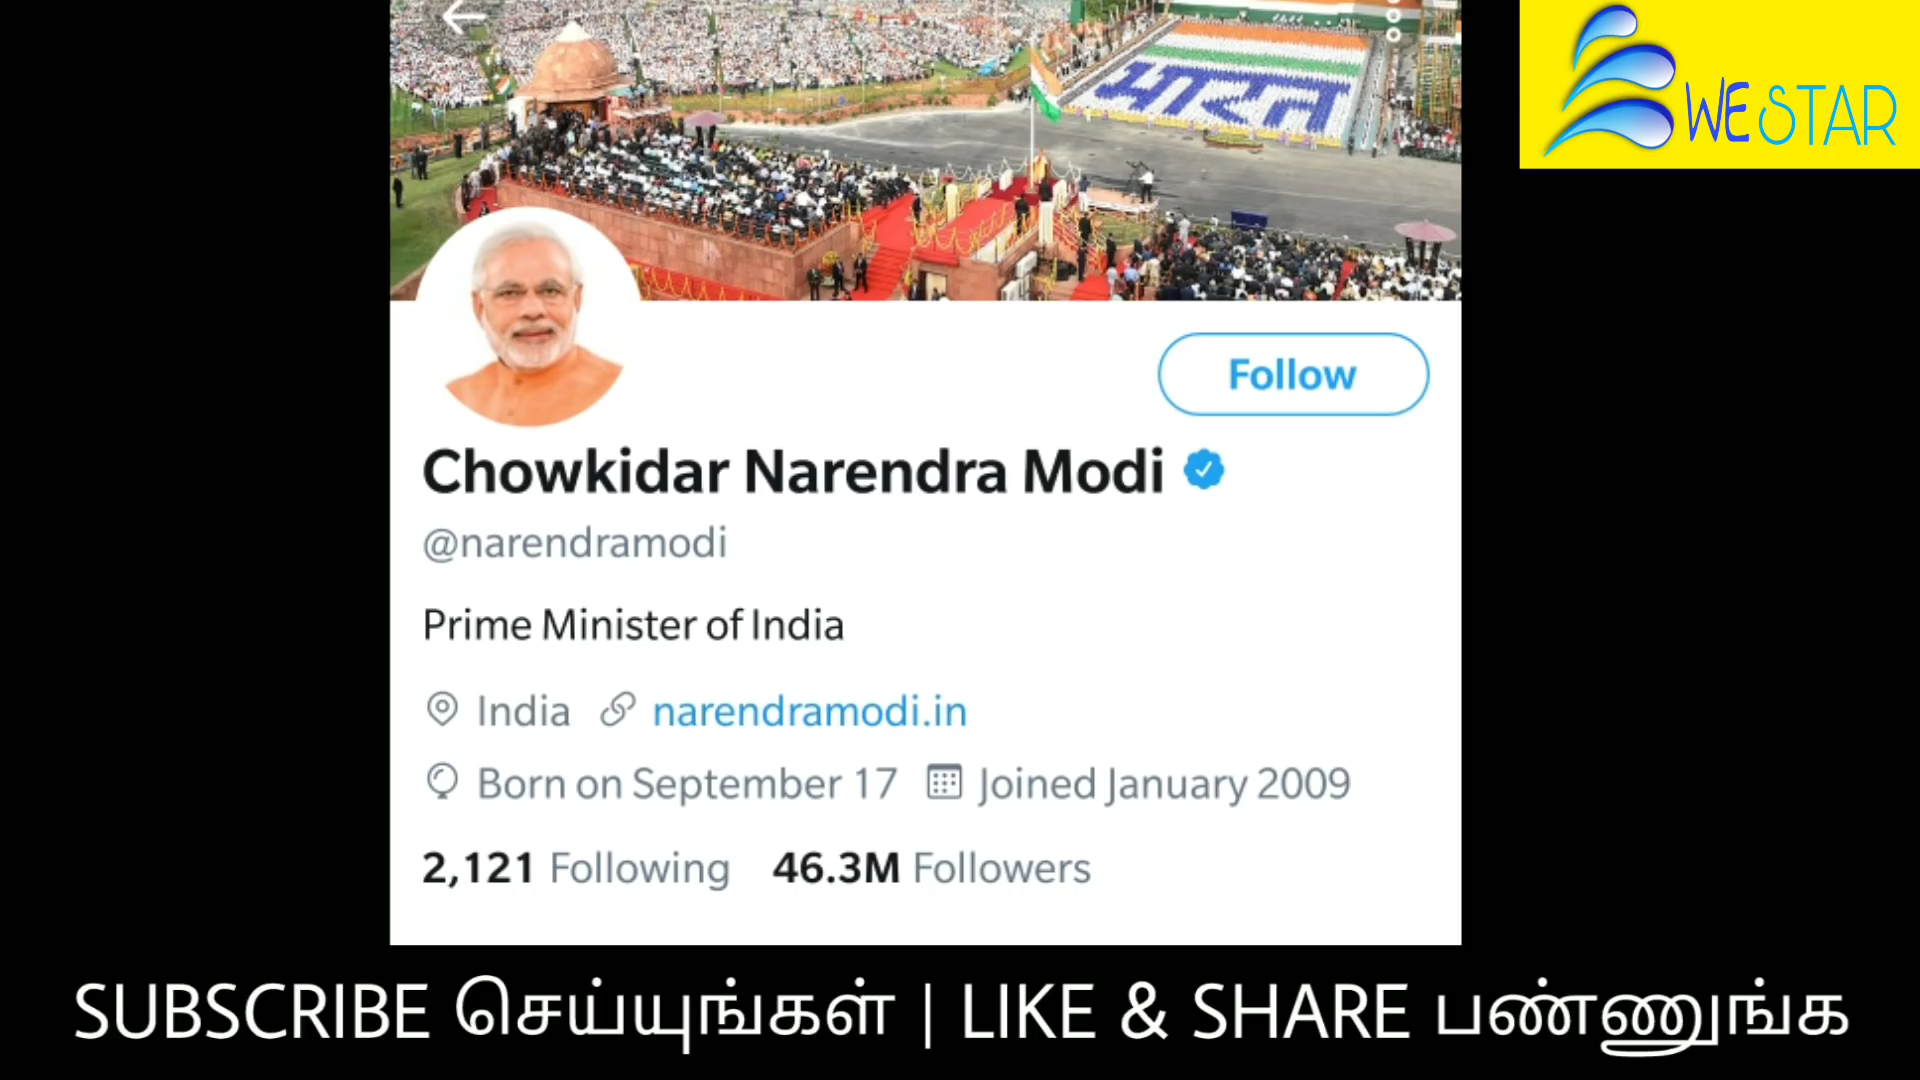 भारत
WESTAR
Follow
Chowkidar Narendra Modi
@narendramodi
Prime Minister of India
India narendramodi.in
Born on September 17 Joined January 2009
2,121 Following 46.3M Followers
SUBSCRIBE செய்யுங்கள் | LIKE & SHARE பண்ணுங்க